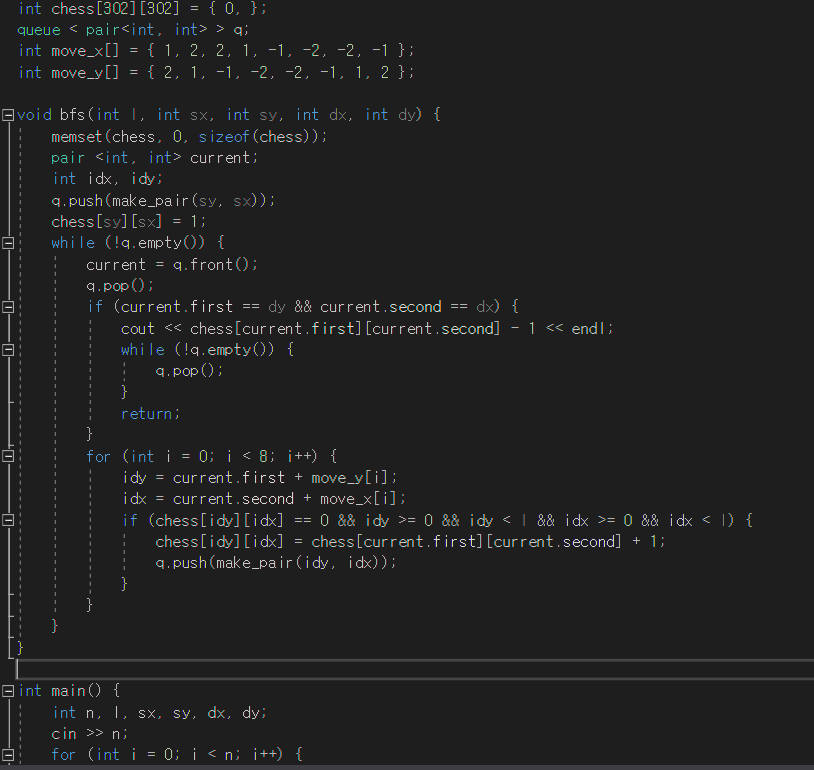 int chess[302][302] = { 0, };
queue < pair<int, int> > q;
int move_x[] = { 1, 2, 2, 1, -1, -2, -2, -1 };
int move_y[] = { 2, 1, -1, -2, -2, -1, 1, 2 };
void bfs(int l, int sx, int sy, int dx, int dy) {
memset(chess, 0, sizeof(chess));
pair <int, int> current;
int idx, idy;
q.push(make_pair(sy, sx));
chess[sy][sx] = 1;
while (!q.empty()) {
current = q.front();
q.pop();
if (current.first == dy && current.second == dx) {
cout << chess[current.first][current.second] - 1 << endl;
while (!q.empty()) {
q.pop();
}
return;
}
for (int i = 0; i < 8; i++) {
idy = current.first + move_y[i];
idx = current.second + move_x[i];
if (chess[idy][idx] == 0 && idy >= 0 && idy < l && idx >= 0 && idx < l) {
chess[idy][idx] = chess[current.first][current.second] + 1;
q.push(make_pair(idy, idx));
}
}
}
}
int main() {
int n, l, sx, sy, dx, dy;
cin >> n;
for (int i = 0; i < n; i++) {